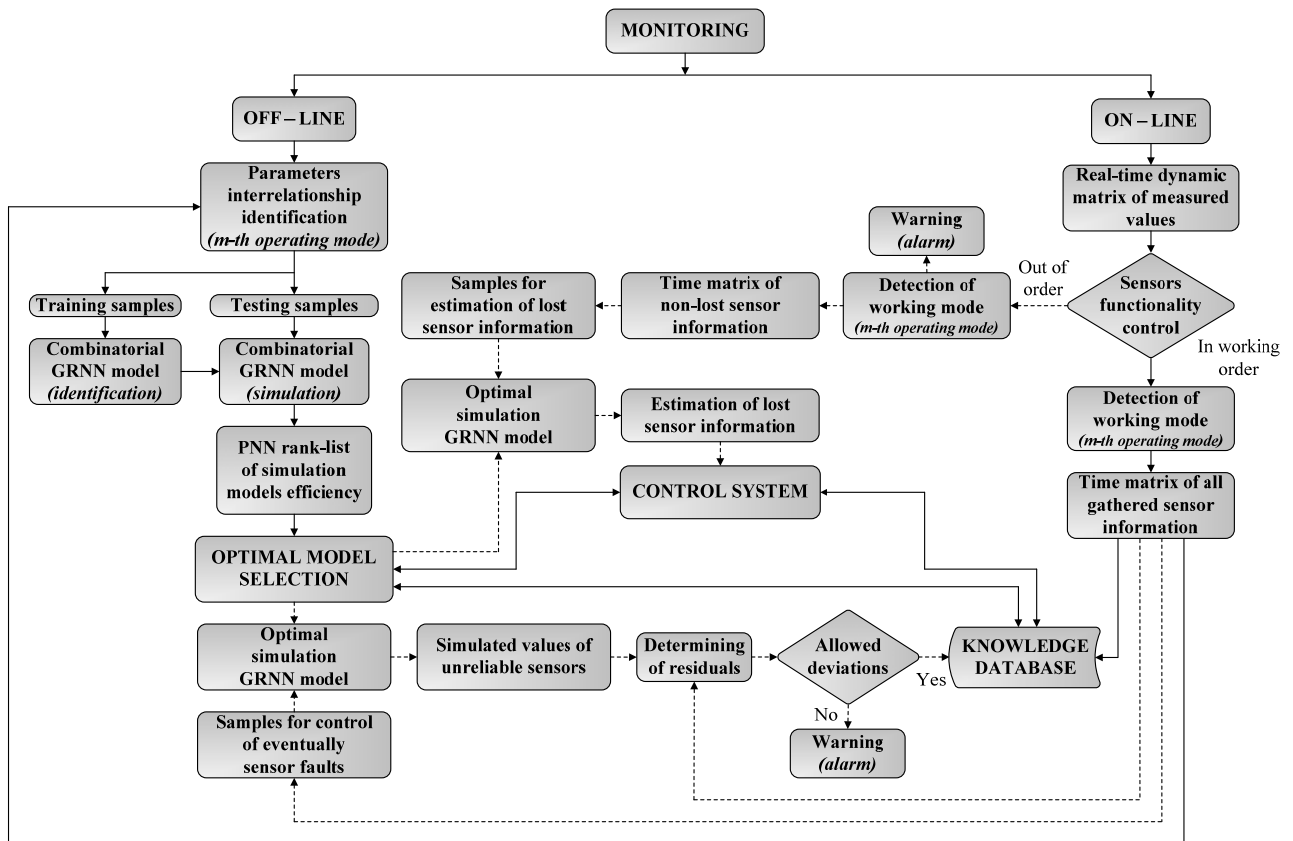 MONITORING
OFF – LINE
ON – LINE
Parameters
interrelationship
identification
(m-th operating mode)
Real-time dynamic
matrix of measured
values
Warning
(alarm)
Out of
order
Sensors
functionality
control
In working
order
Detection of
working mode
(m-th operating mode)
Time matrix of
non-lost sensor
information
Samples for
estimation of lost
sensor information
Training samples
Testing samples
Combinatorial
GRNN model
(identification)
Combinatorial
GRNN model
(simulation)
Optimal
simulation
GRNN model
Estimation of lost
sensor information
Detection of
working mode
(m-th operating mode)
PNN rank-list
of simulation
models efficiency
CONTROL SYSTEM
Time matrix of all
gathered sensor
information
OPTIMAL MODEL
SELECTION
Optimal
simulation
GRNN model
Simulated values of
unreliable sensors
Determining
of residuals
Allowed
deviations
Yes
KNOWLEDGE
DATABASE
No
Warning
(alarm)
Samples for control
of eventually
sensor faults